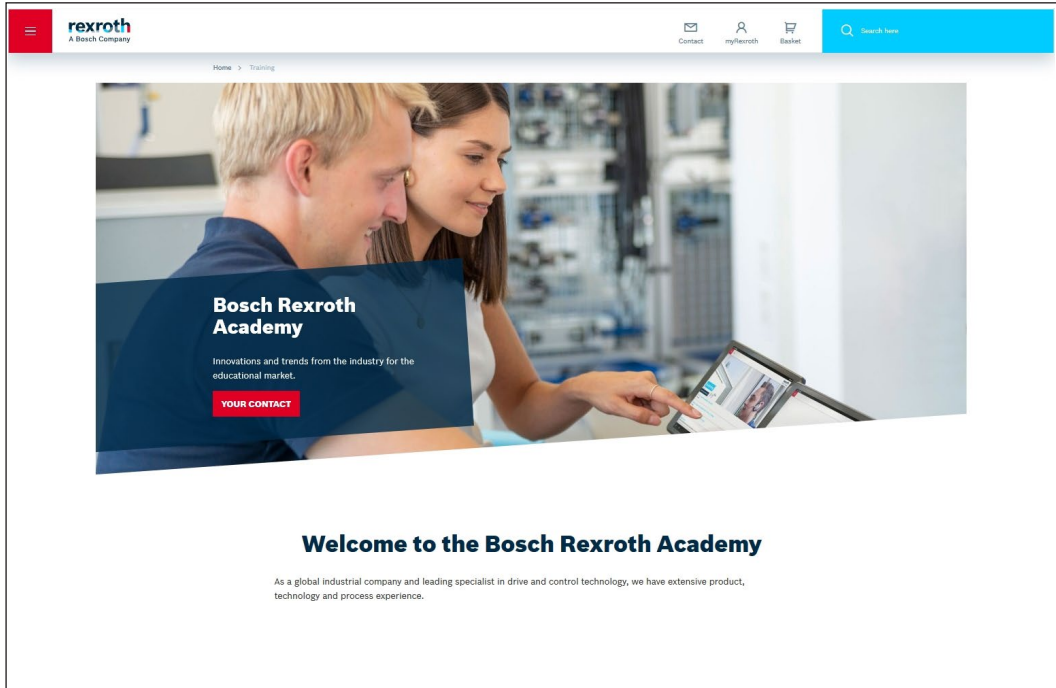 rexroth
A Bosch Company
Contact
myRexroth
Basket
Search here
Home > Training
Bosch Rexroth
Academy
Innovations and trends from the industry for the
educational market.
YOUR CONTACT
Welcome to the Bosch Rexroth Academy
As a global industrial company and leading specialist in drive and control technology, we have extensive product,
technology and process experience.